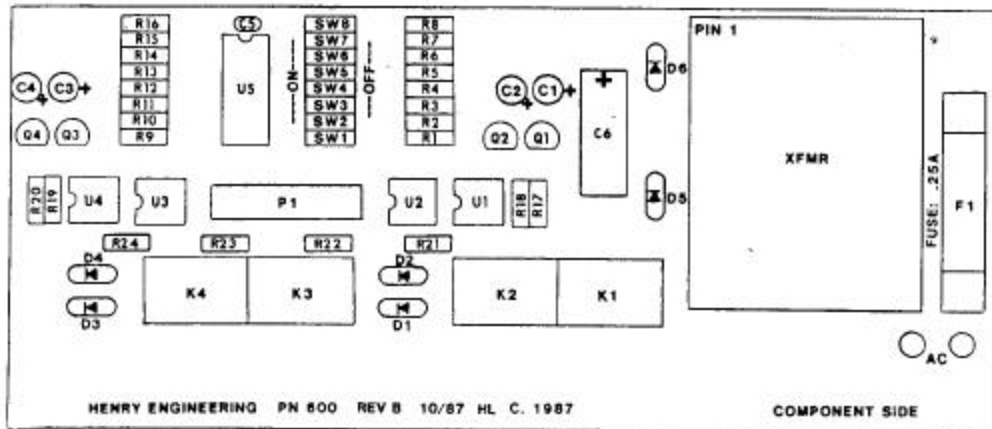 R16 C5 SW8 R8 PIN 1
R15 SW7 R7
R14 SW6 R6 D6
R13 SW5 R5
C4 C3 R12 U5 ON SW4 OFF R4 C2 C1
R11 SW3 R3
R10 SW2 R2 C6
Q4 Q3 R9 SW1 R1 Q2 Q1
XFMR
R20 R19 U4 U3 P1 U2 U1 R18 R17 D5 FUSE: .25A F1
R24 R23 R22 R21
D4 D2
K4 K3 K2 K1
D3 D1
AC
HENRY ENGINEERING PN 600 REV B 10/87 HL C. 1987 COMPONENT SIDE